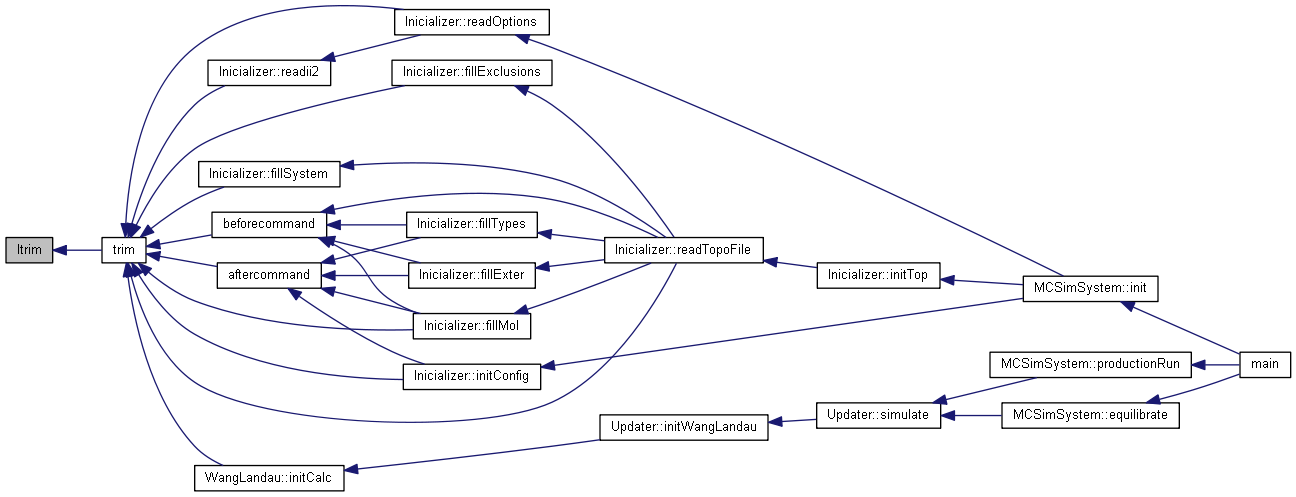 Inicializer::readOptions
Inicializer::readii2
Inicializer::fillExclusions
Inicializer::fillSystem
beforecommand
Inicializer::fillTypes
ltrim
trim
Inicializer::readTopoFile
aftercommand
Inicializer::fillExter
Inicializer::initTop
MCSimSystem::init
Inicializer::fillMol
Inicializer::initConfig
MCSimSystem::productionRun
main
Updater::simulate
MCSimSystem::equilibrate
Updater::initWangLandau
WangLandau::initCalc